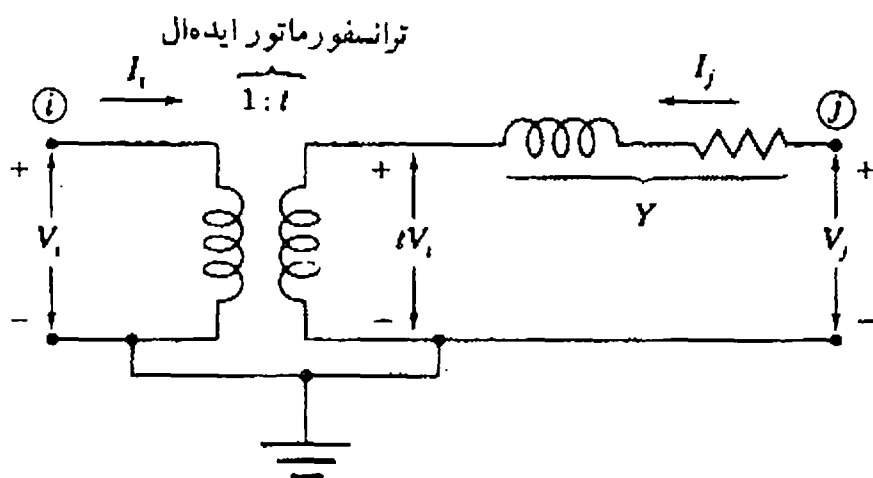 ترانسفورماتور ایده‌ال
1 : t
I_i
I_j
i
j
+
+
+
+
V_i
tV_i
Y
V_j
−
−
−